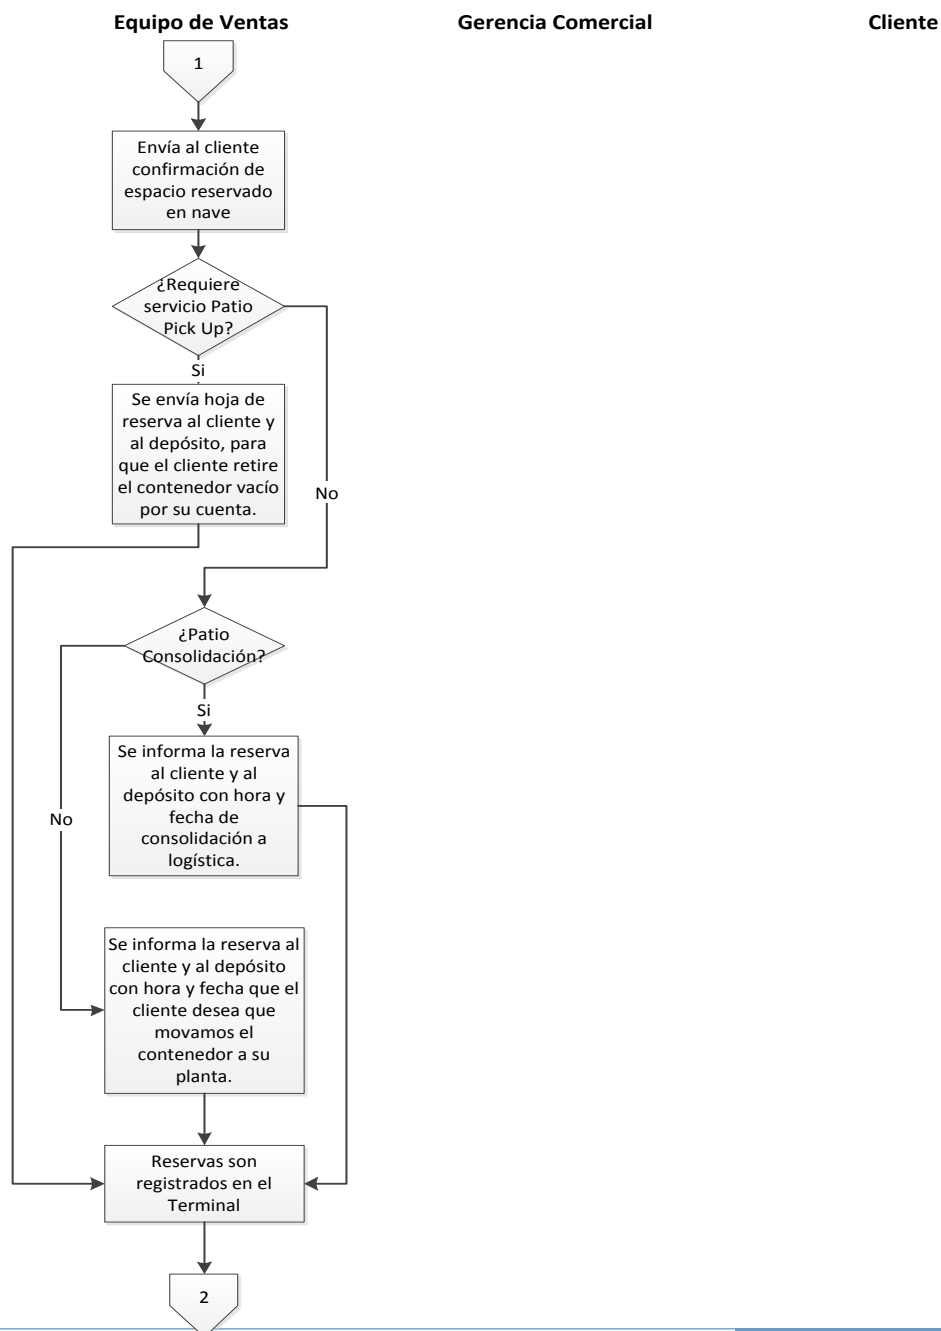 Equipo de Ventas
Gerencia Comercial
Cliente
1
Envía al cliente
confirmación de
espacio reservado
en nave
¿Requiere
servicio Patio
Pick Up?
Si
Se envía hoja de
reserva al cliente y
al depósito, para
que el cliente retire
el contenedor vacío
por su cuenta.
No
¿Patio
Consolidación?
Si
Se informa la reserva
al cliente y al
depósito con hora y
fecha de
consolidación a
logística.
No
Se informa la reserva al
cliente y al depósito
con hora y fecha que el
cliente desea que
movamos el
contenedor a su
planta.
Reservas son
registrados en el
Terminal
2